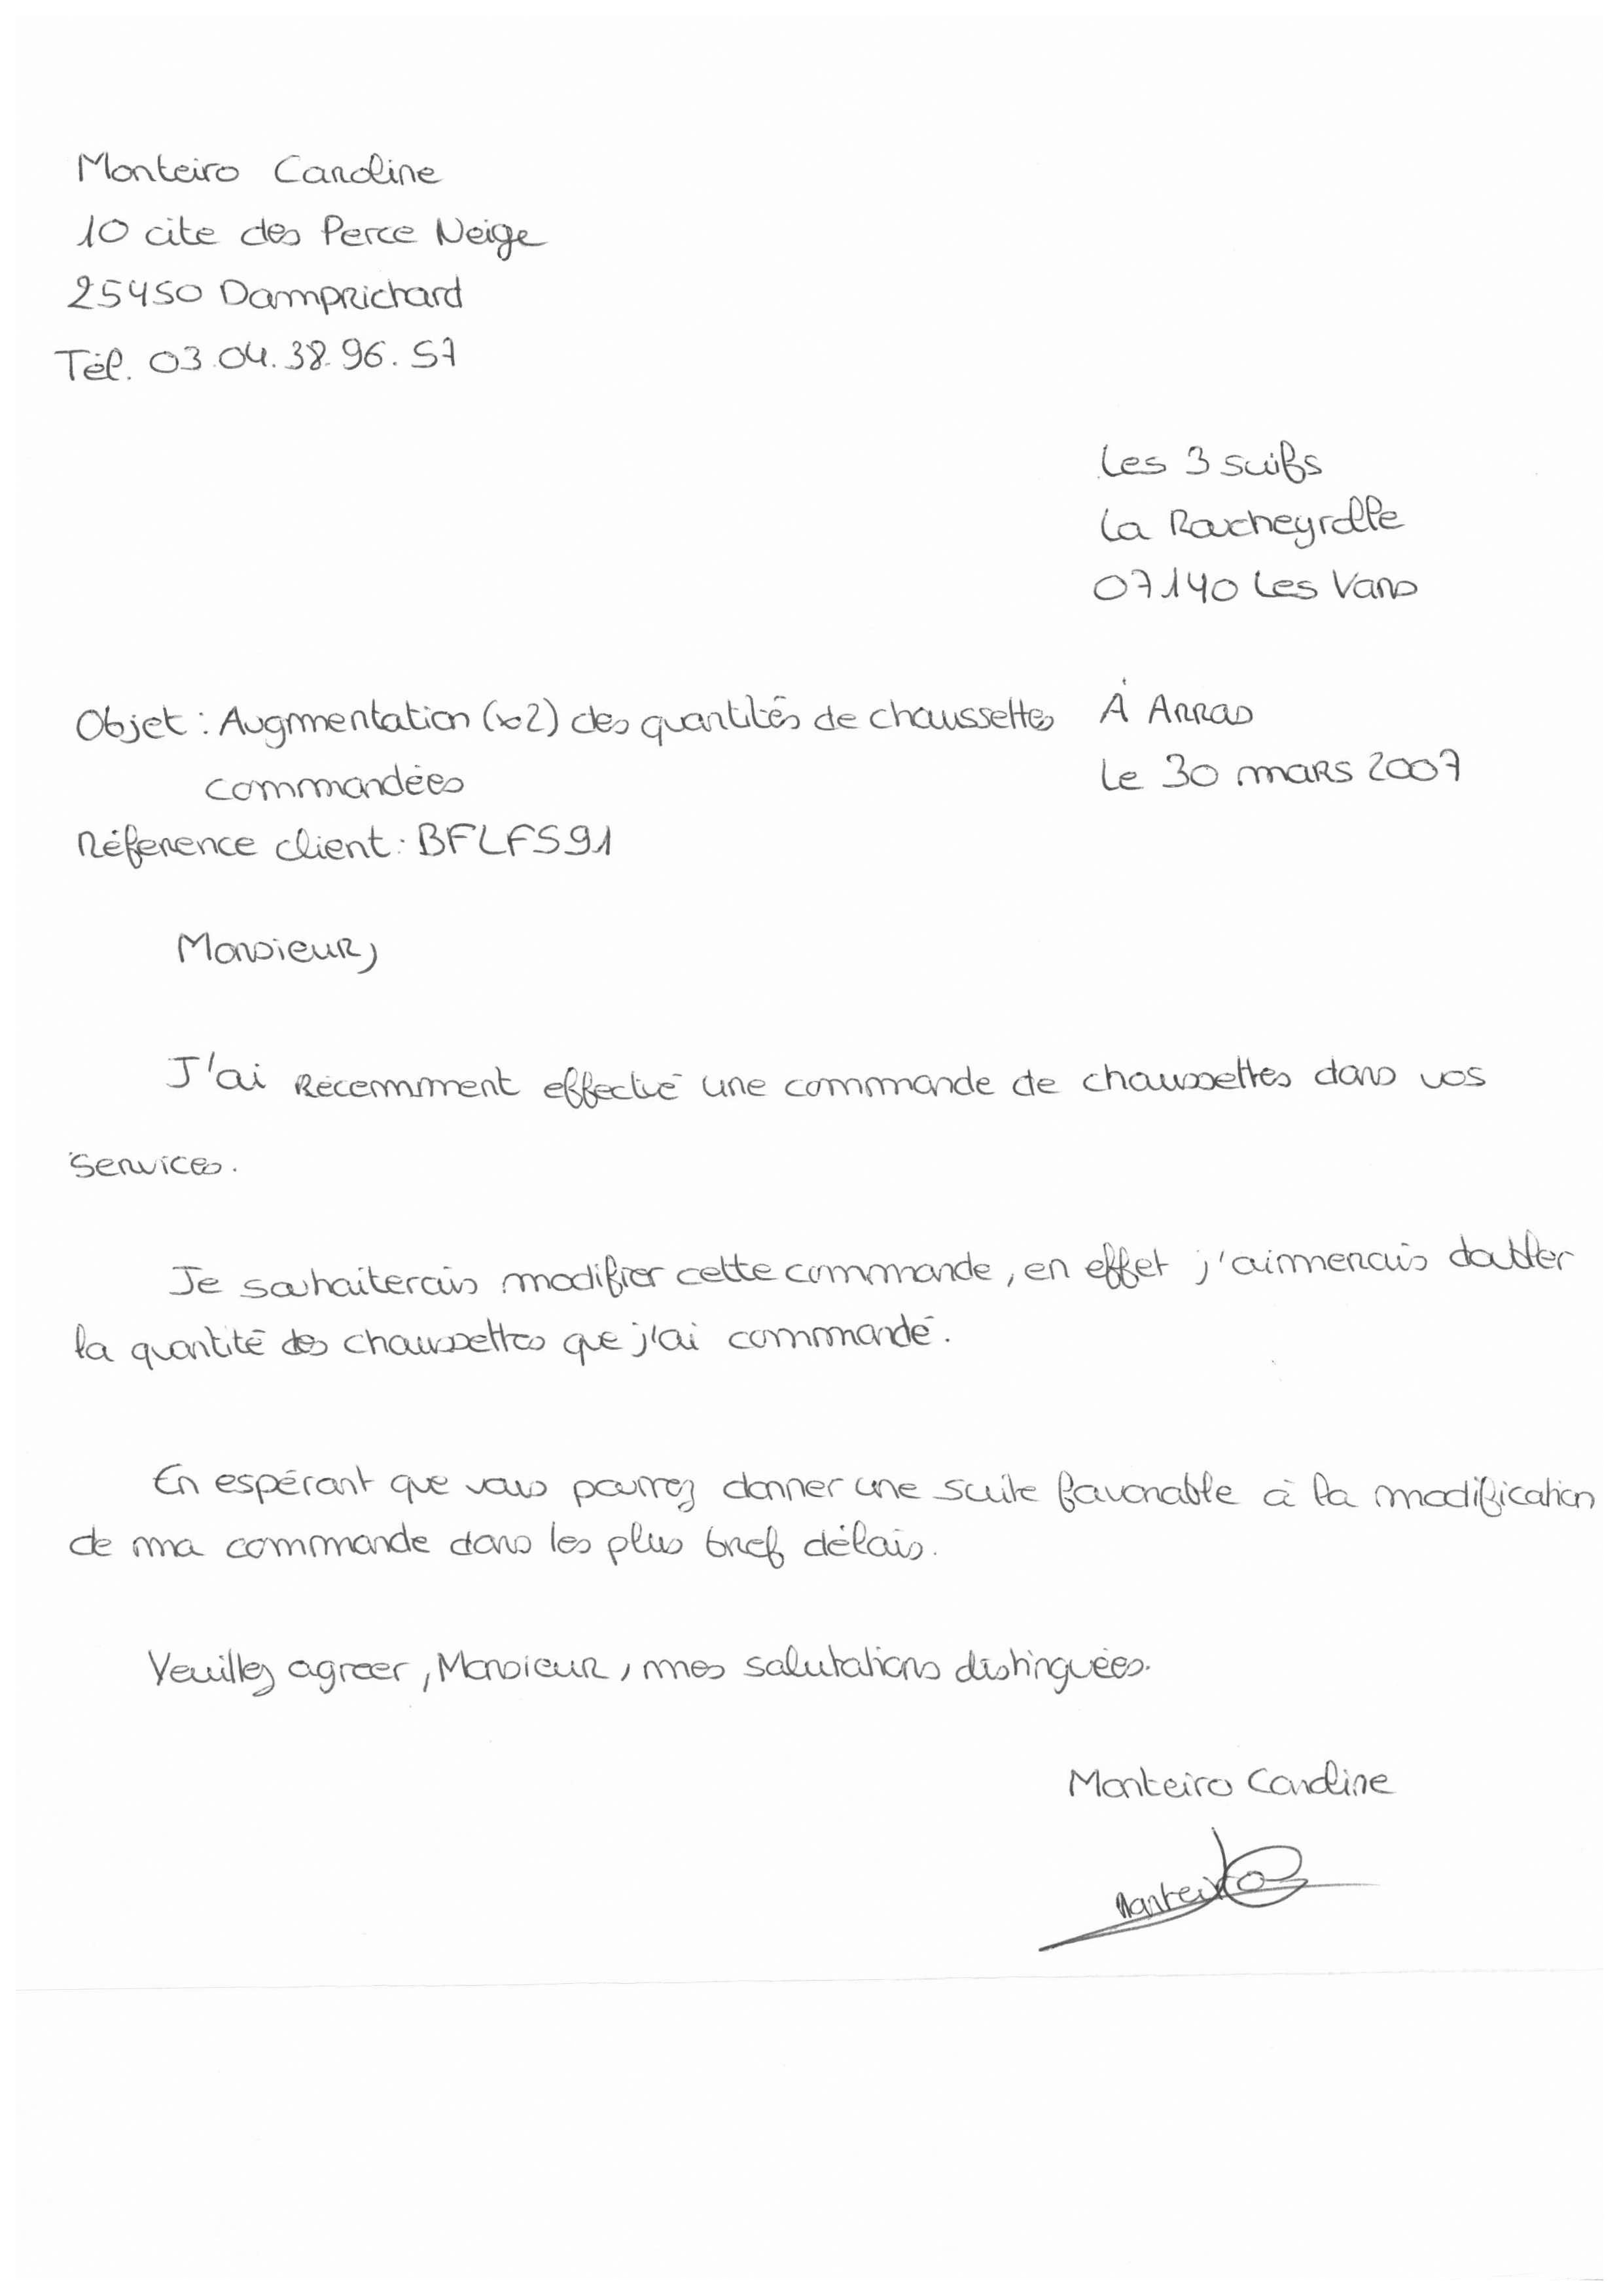 Monteiro Caroline
10 cite des Perce Neige
25450 Damprichard
Tél. 03.04.38.96.57
Les 3 suifs
La Racheyrolle
07140 Les Vans
Objet : Augmentation (x2) des quantités de chaussettes
À Arras
commandées
Le 30 mars 2007
Référence client : BFLFS91
Monsieur,
J'ai Récemment effectué une commande de chaussettes dans vos
services.
Je souhaiterais modifier cette commande, en effet j'aimerais doubler
la quantité des chaussettes que j'ai commandé.
En espérant que vous pourrez donner une suite favorable à la modification
de ma commande dans les plus bref délais.
Veuillez agreer, Monsieur, mes salutations distinguées.
Monteiro Caroline
Monteiro